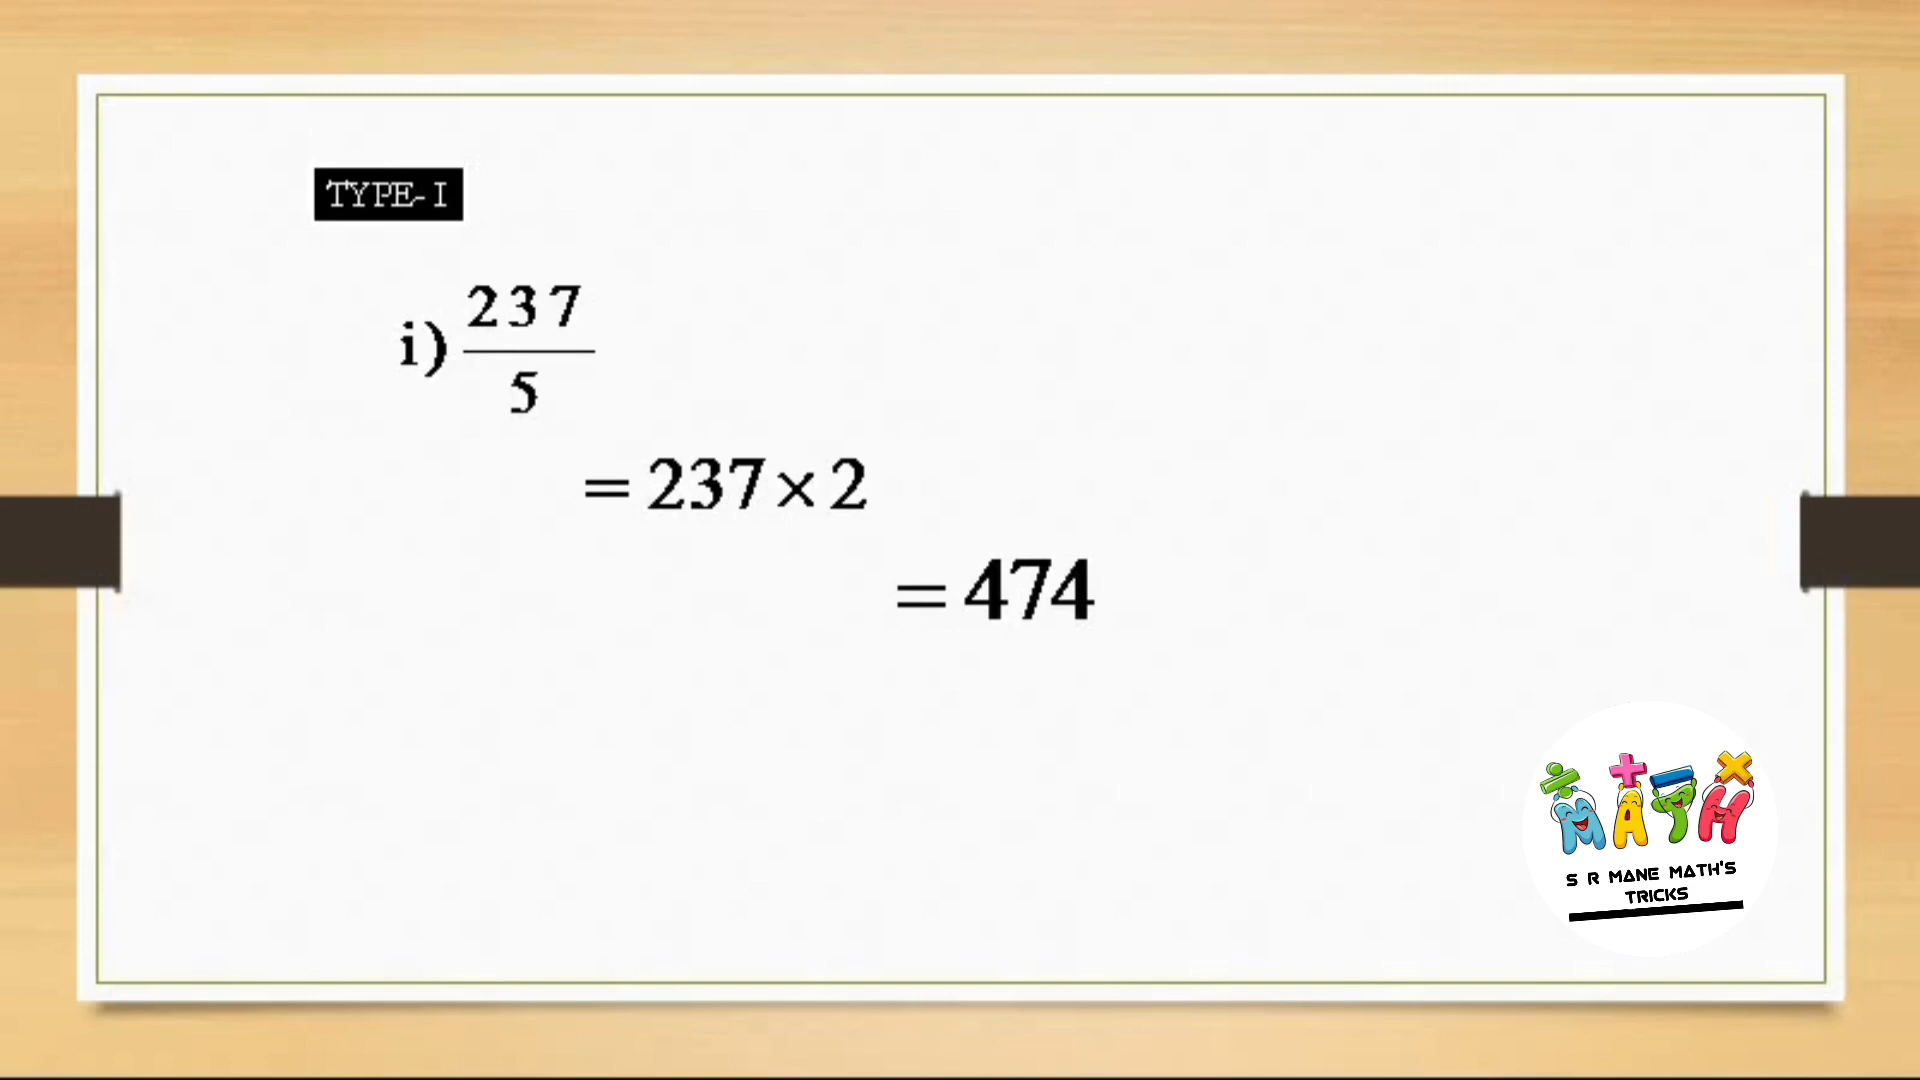 TYPE-I
i) 237
5
= 237 × 2
= 474
MATH
S R MANE MATH'S
TRICKS